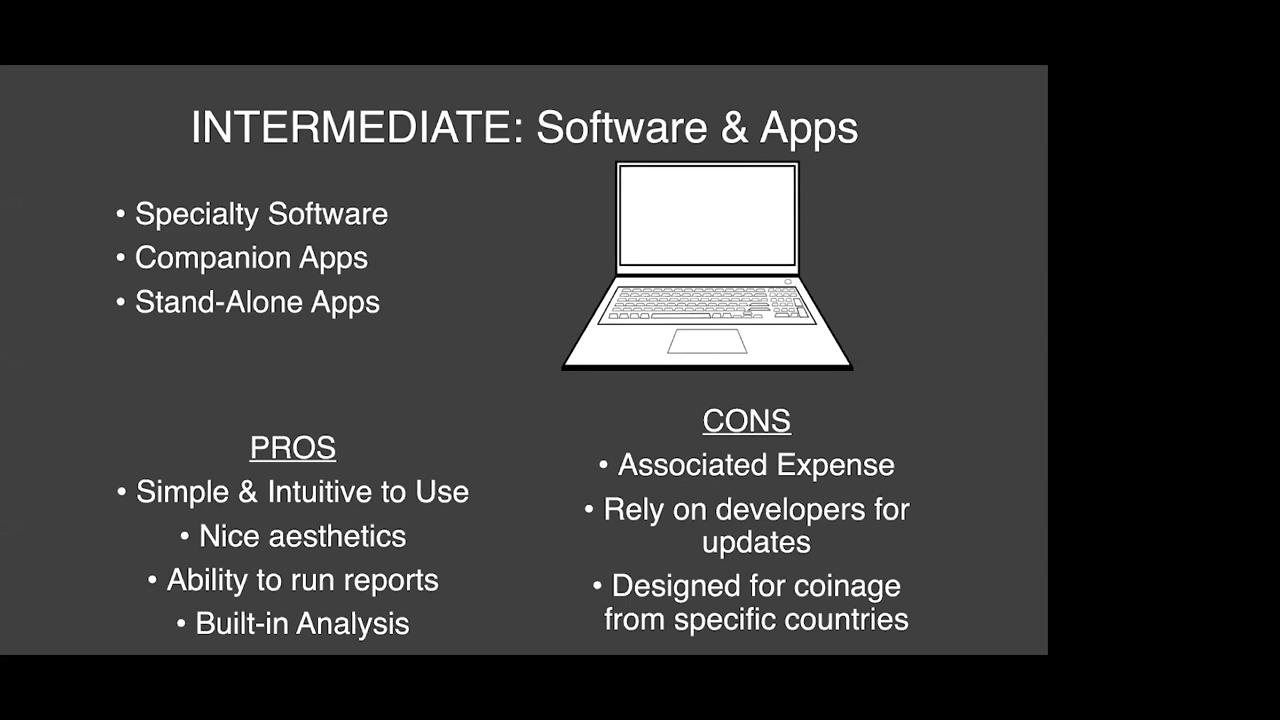 INTERMEDIATE: Software & Apps
• Specialty Software
• Companion Apps
• Stand-Alone Apps
PROS
• Simple & Intuitive to Use
• Nice aesthetics
• Ability to run reports
• Built-in Analysis
CONS
• Associated Expense
• Rely on developers for
updates
• Designed for coinage
from specific countries